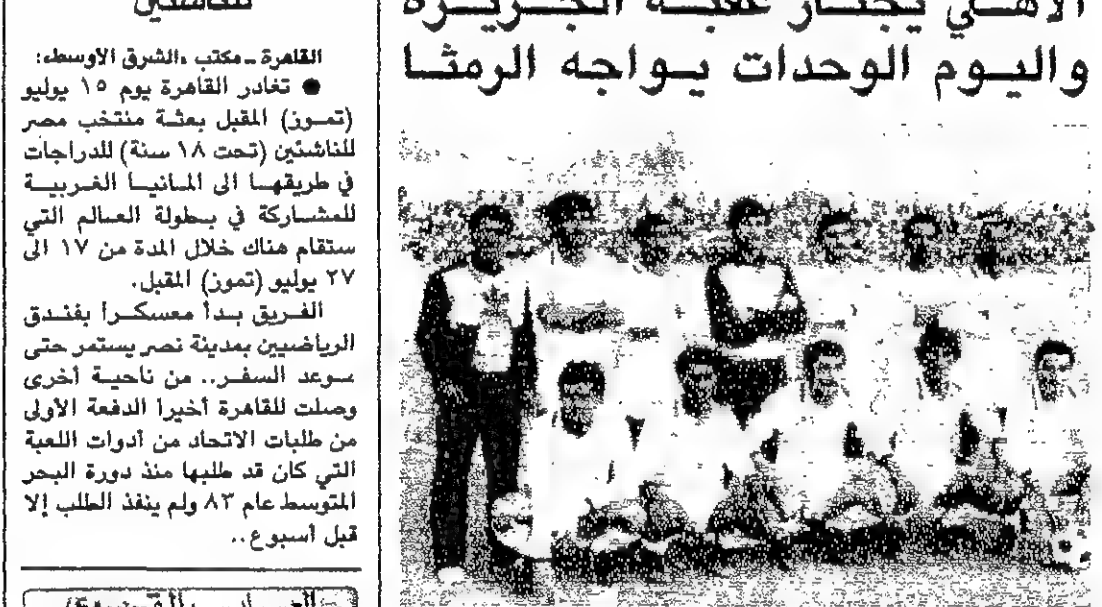 الأهلي يجتاز عقبة الجزيرة
واليوم الوحدات يواجه الرمثا
للناشئين
القاهرة ـ مكتب «الشرق الأوسط»:
● تغادر القاهرة يوم ١٥ يوليو
(تموز) المقبل بعثة منتخب مصر
للناشئين (تحت ١٨ سنة) للدراجات
في طريقها الى المانيا الغربية
للمشاركة في بطولة العالم التي
ستقام هناك خلال المدة من ١٧ الى
٢٧ يوليو (تموز) المقبل.
الفريق بدأ معسكرا بفندق
الرياضيين بمدينة نصر يستمر حتى
موعد السفر.. من ناحية أخرى
وصلت للقاهرة أخيرا الدفعة الأولى
من طلبات الاتحاد من أدوات اللعبة
التي كان قد طلبها منذ دورة البحر
المتوسط عام ٨٣ ولم ينفذ الطلب إلا
قبل أسبوع..